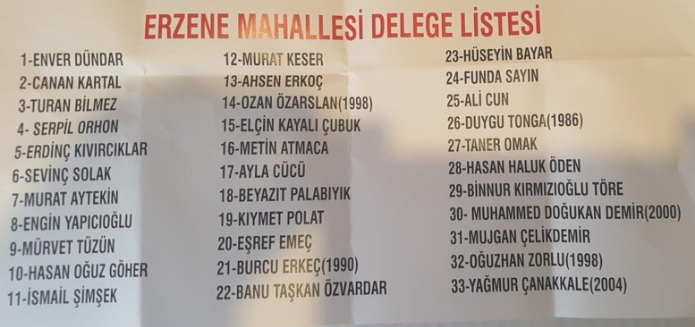 ERZENE MAHALLESİ DELEGE LİSTESİ
1-ENVER DÜNDAR
2-CANAN KARTAL
3-TURAN BİLMEZ
4- SERPİL ORHON
5-ERDİNÇ KIVIRCIKLAR
6-SEVİNÇ SOLAK
7-MURAT AYTEKİN
8-ENGİN YAPICIOĞLU
9-MÜRVET TÜZÜN
10-HASAN OĞUZ GÖHER
11-İSMAİL ŞİMŞEK
12-MURAT KESER
13-AHSEN ERKOÇ
14-OZAN ÖZARSLAN(1998)
15-ELÇİN KAYALI ÇUBUK
16-METİN ATMACA
17-AYLA CÜCÜ
18-BEYAZIT PALABIYIK
19-KIYMET POLAT
20-EŞREF EMEÇ
21-BURCU ERKEÇ(1990)
22-BANU TAŞKAN ÖZVARDAR
23-HÜSEYİN BAYAR
24-FUNDA SAYIN
25-ALİ CUN
26-DUYGU TONGA(1986)
27-TANER OMAK
28-HASAN HALUK ÖDEN
29-BİNNUR KIRMIZIOĞLU TÖRE
30- MUHAMMED DOĞUKAN DEMİR(2000)
31-MUJGAN ÇELİKDEMİR
32-OĞUZHAN ZORLU(1998)
33-YAĞMUR ÇANAKKALE(2004)